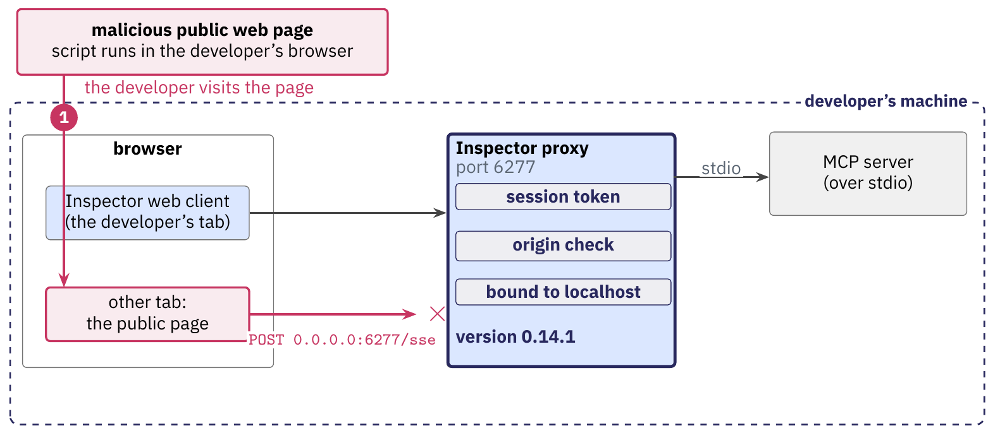 malicious public web page
script runs in the developer’s browser
the developer visits the page
developer’s machine
1
browser
Inspector web client
(the developer’s tab)
other tab:
the public page
POST 0.0.0.0:6277/sse
Inspector proxy
port 6277
session token
origin check
bound to localhost
version 0.14.1
stdio
MCP server
(over stdio)